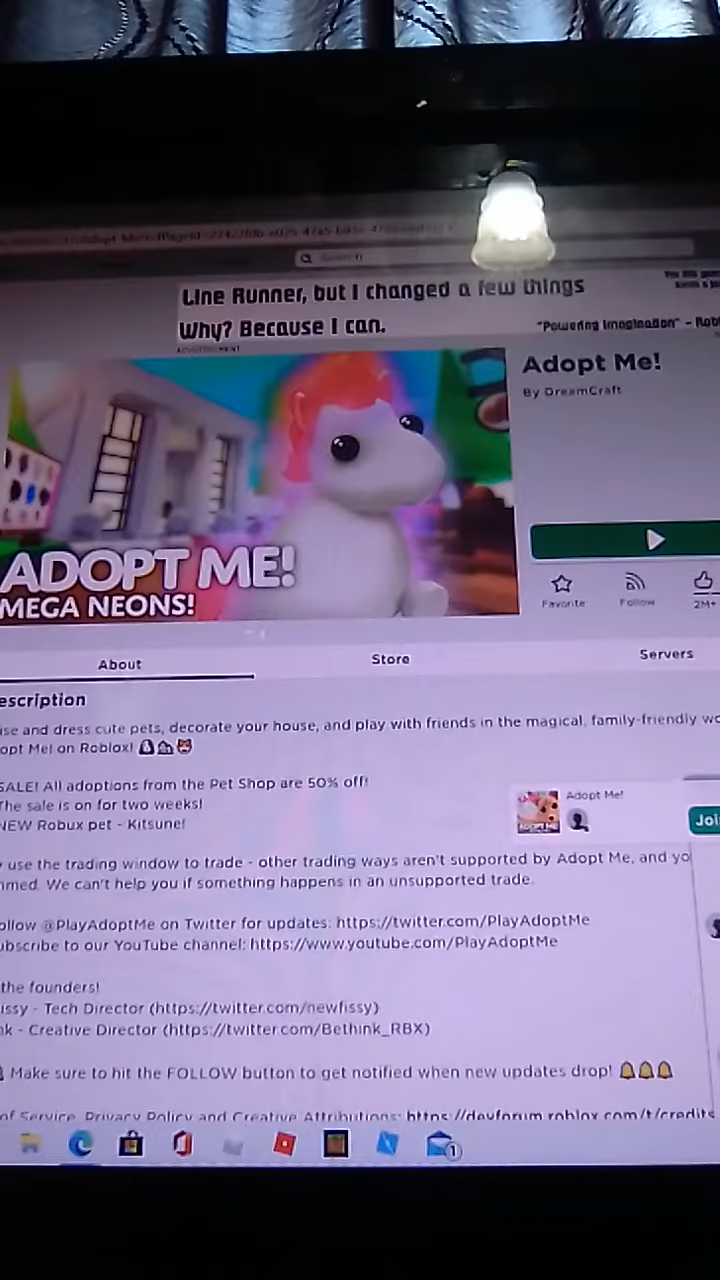 Line Runner, but I changed a few things
Why? Because I can.
"Powering Imagination" - Rob
ADVERTISEMENT
Adopt Me!
By DreamCraft
ADOPT ME!
MEGA NEONS!
Favorite
Follow
2M+
About
Store
Servers
escription
ise and dress cute pets, decorate your house, and play with friends in the magical, family-friendly wo
opt Me! on Roblox!
SALE! All adoptions from the Pet Shop are 50% off!
The sale is on for two weeks!
NEW Robux pet - Kitsune!
Adopt Me!
Joi
y use the trading window to trade - other trading ways aren't supported by Adopt Me, and yo
mmed. We can't help you if something happens in an unsupported trade.
ollow @PlayAdoptMe on Twitter for updates: https://twitter.com/PlayAdoptMe
ubscribe to our YouTube channel: https://www.youtube.com/PlayAdoptMe
the founders!
issy - Tech Director (https://twitter.com/newfissy)
nk - Creative Director (https://twitter.com/Bethink_RBX)
Make sure to hit the FOLLOW button to get notified when new updates drop!
of Service, Privacy Policy and Creative Attributions: https://devforum.roblox.com/t/credits
1